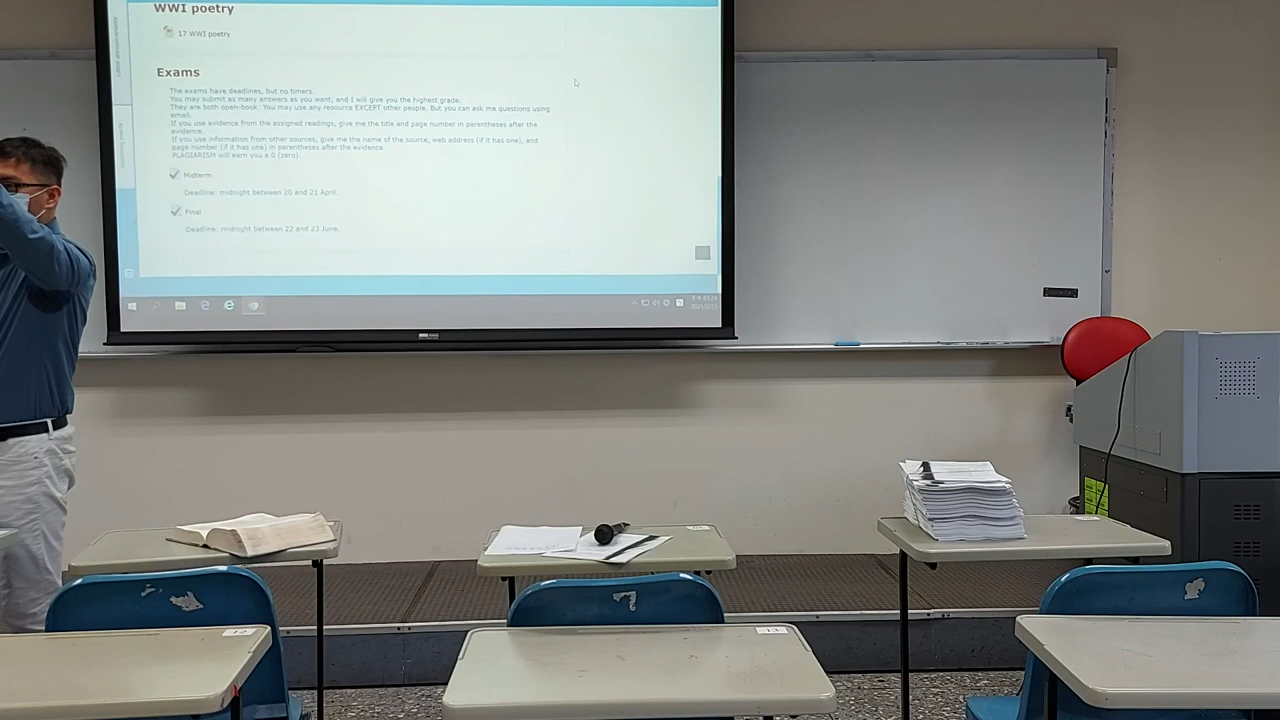 WWI poetry
17 WWI poetry
Exams
The exams have deadlines, but no timers.
You may submit as many answers as you want, and I will give you the highest grade.
They are both open-book: You may use any resource EXCEPT other people. But you can ask me questions using
email.
If you use evidence from the assigned readings, give me the title and page number in parentheses after the
evidence.
If you use information from other sources, give me the name of the source, web address (if it has one), and
page number (if it has one) in parentheses after the evidence.
PLAGIARISM will earn you a 0 (zero).
Midterm
Deadline: midnight between 20 and 21 April.
Final
Deadline: midnight between 22 and 23 June.
12
13